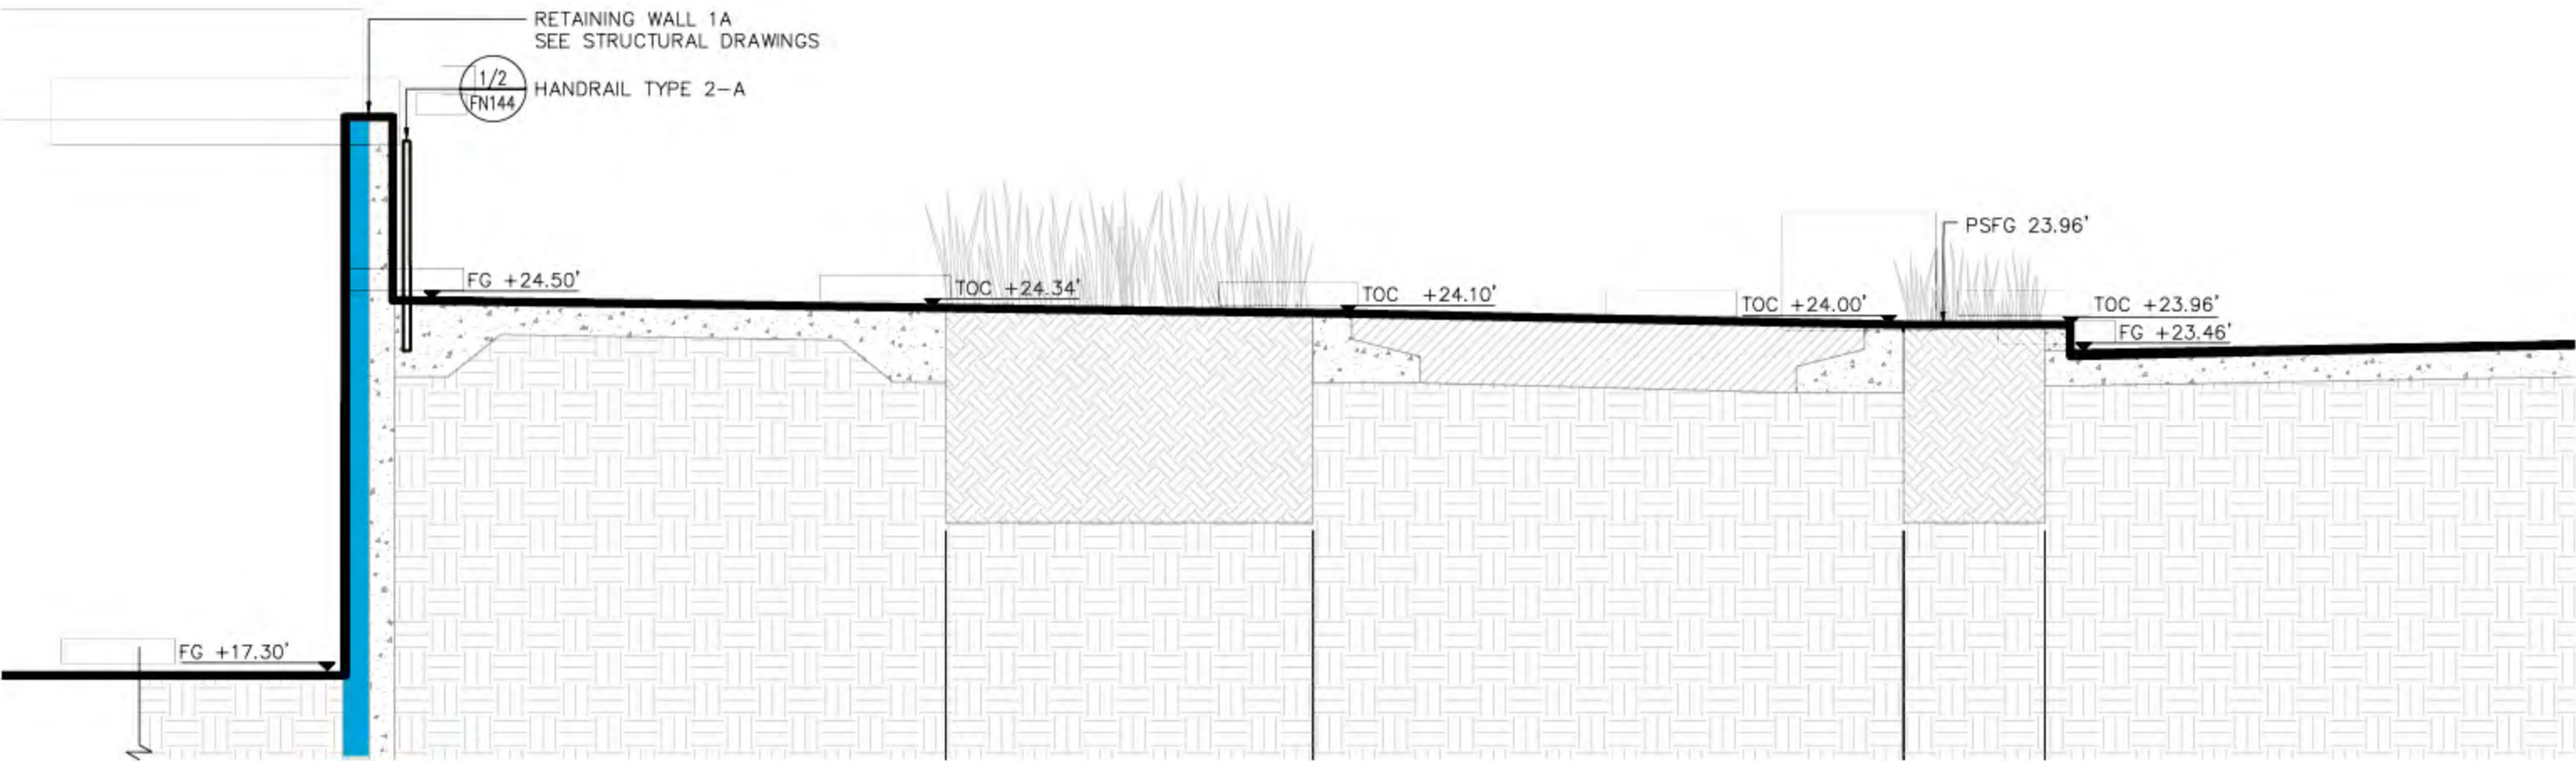 RETAINING WALL 1A
SEE STRUCTURAL DRAWINGS
1/2
FN144
HANDRAIL TYPE 2-A
PSFG 23.96'
FG +24.50'
TOC +24.34'
TOC +24.10'
TOC +24.00'
TOC +23.96'
FG +23.46'
FG +17.30'